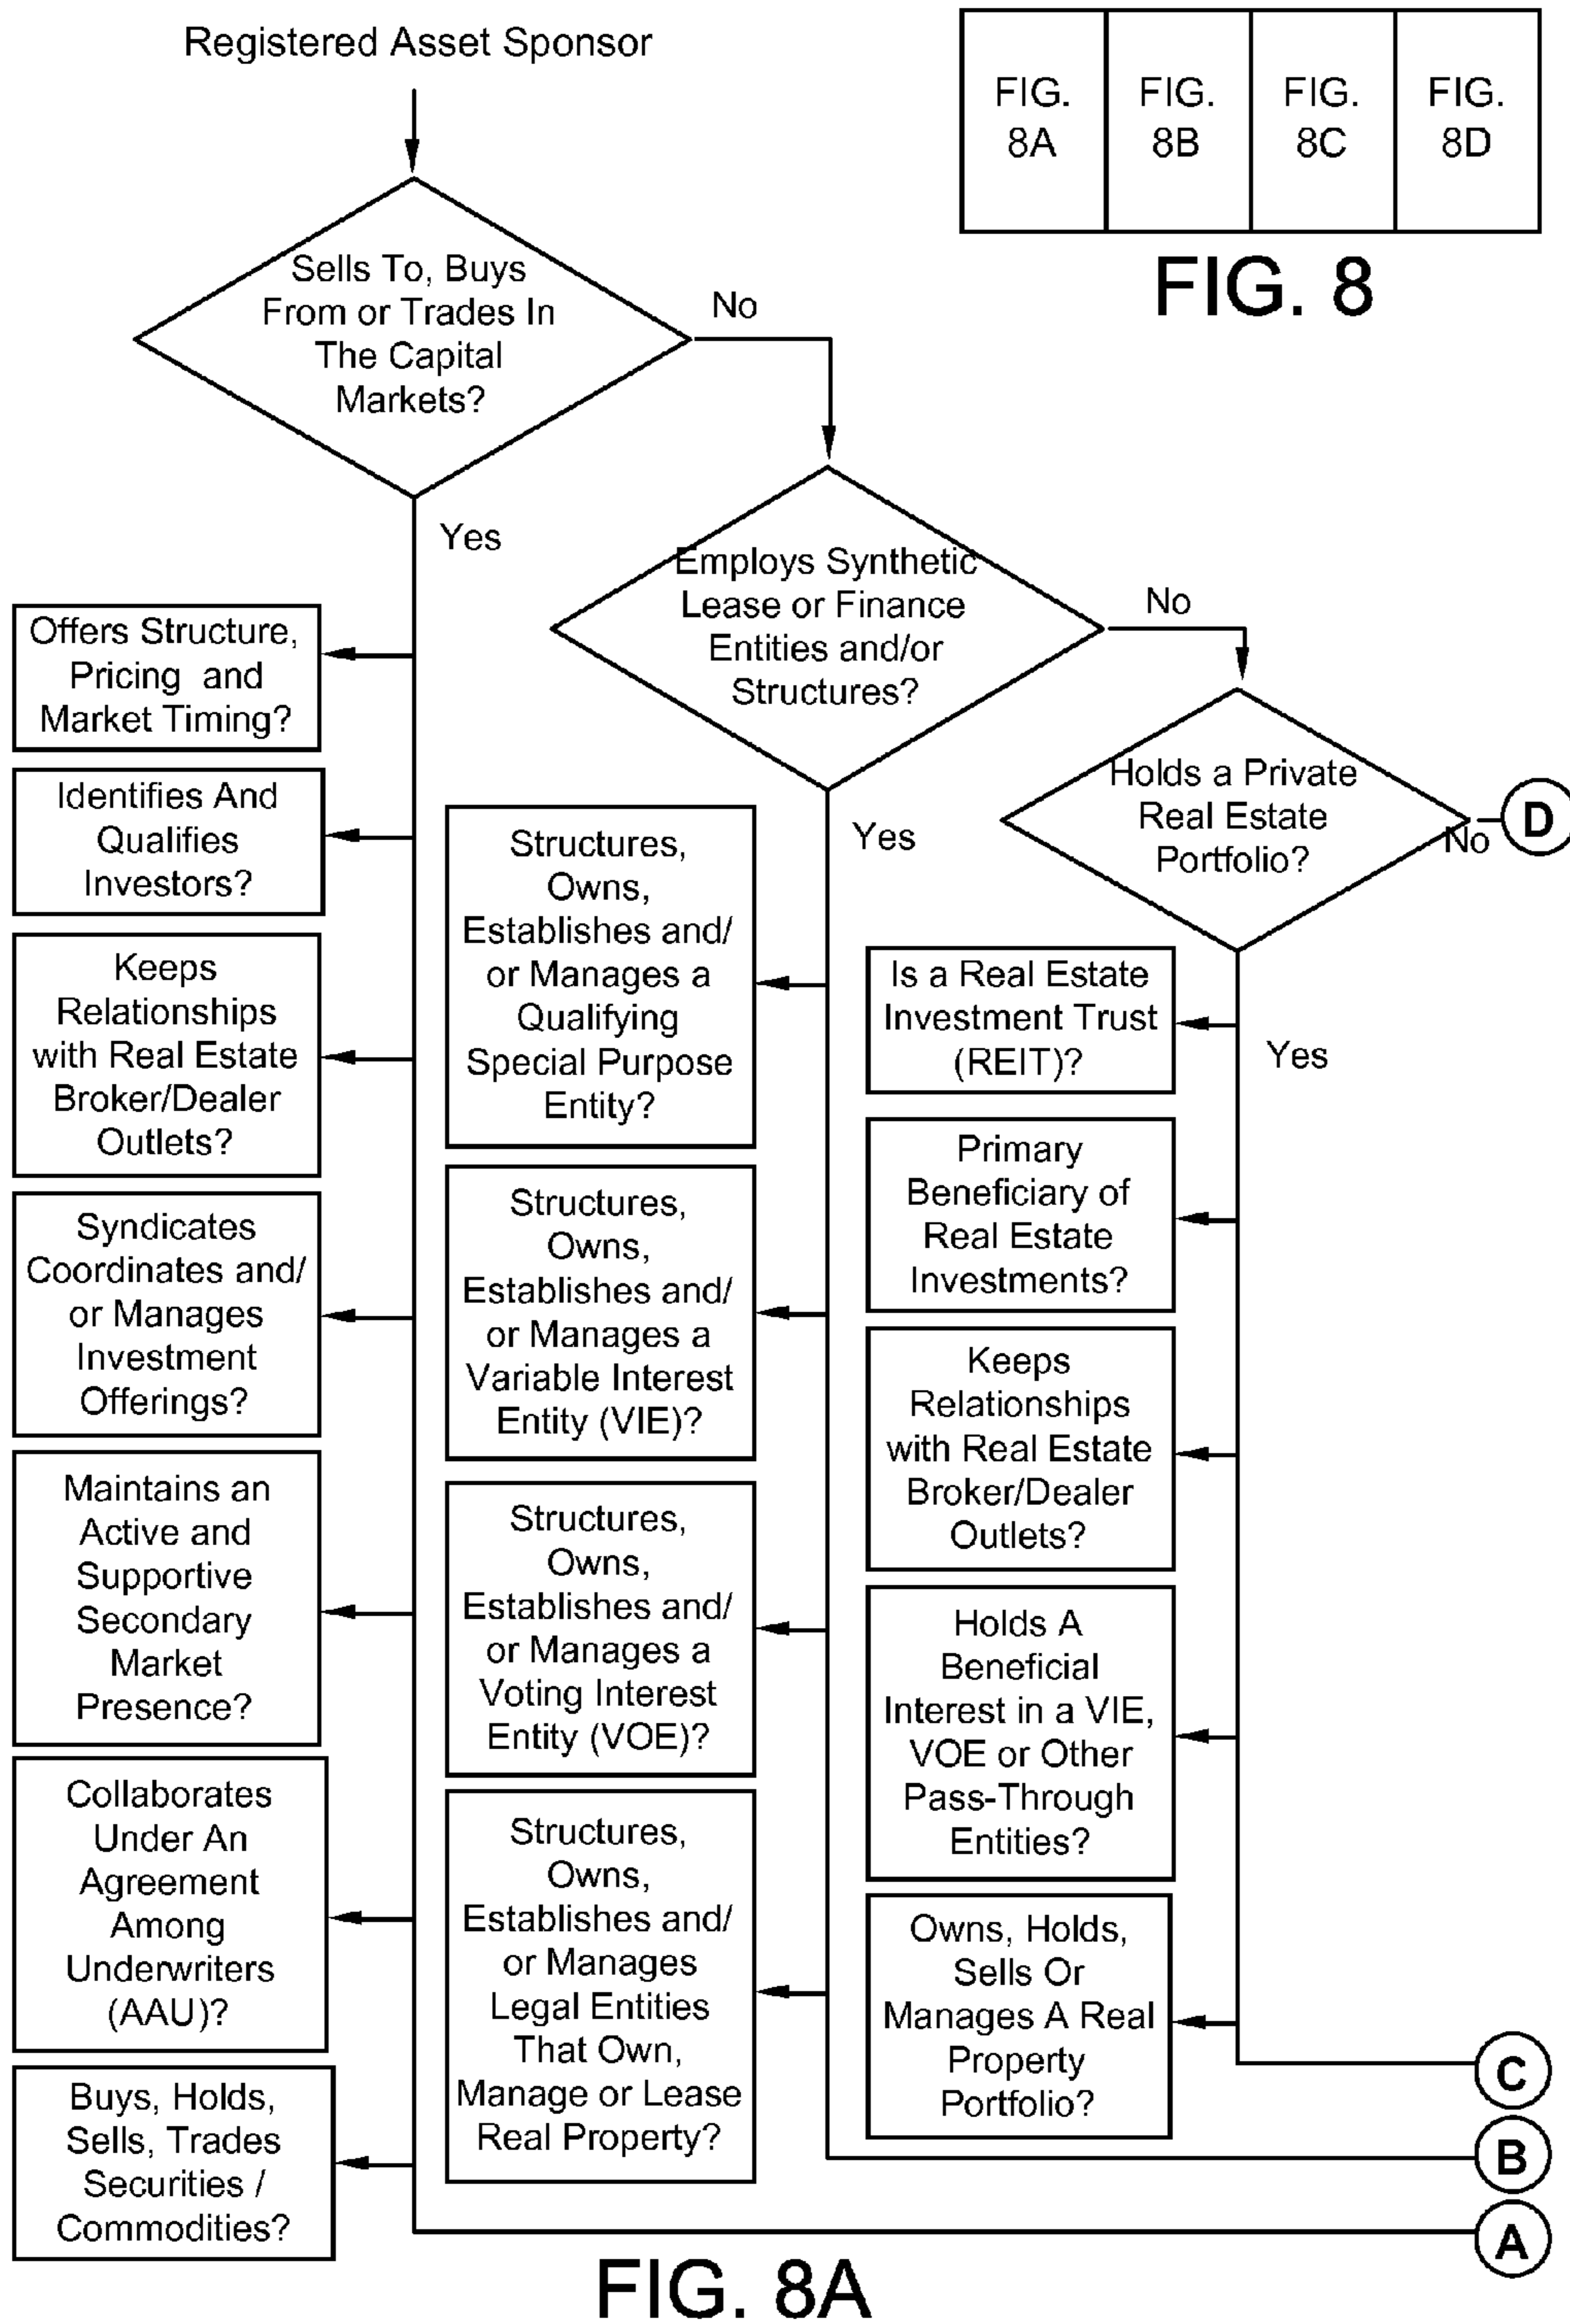 Registered Asset Sponsor
FIG.
8A
FIG.
8B
FIG.
8C
FIG.
8D
FIG. 8
Sells To, Buys
From or Trades In
The Capital
Markets?
No
Yes
Employs Synthetic
Lease or Finance
Entities and/or
Structures?
No
Yes
Holds a Private
Real Estate
Portfolio?
No
D
Yes
Offers Structure,
Pricing and
Market Timing?
Identifies And
Qualifies
Investors?
Keeps
Relationships
with Real Estate
Broker/Dealer
Outlets?
Syndicates
Coordinates and/
or Manages
Investment
Offerings?
Maintains an
Active and
Supportive
Secondary
Market
Presence?
Collaborates
Under An
Agreement
Among
Underwriters
(AAU)?
Buys, Holds,
Sells, Trades
Securities /
Commodities?
Structures,
Owns,
Establishes and/
or Manages a
Qualifying
Special Purpose
Entity?
Structures,
Owns,
Establishes and/
or Manages a
Variable Interest
Entity (VIE)?
Structures,
Owns,
Establishes and/
or Manages a
Voting Interest
Entity (VOE)?
Structures,
Owns,
Establishes and/
or Manages
Legal Entities
That Own,
Manage or Lease
Real Property?
Is a Real Estate
Investment Trust
(REIT)?
Primary
Beneficiary of
Real Estate
Investments?
Keeps
Relationships
with Real Estate
Broker/Dealer
Outlets?
Holds A
Beneficial
Interest in a VIE,
VOE or Other
Pass-Through
Entities?
Owns, Holds,
Sells Or
Manages A Real
Property
Portfolio?
C
B
A
FIG. 8A